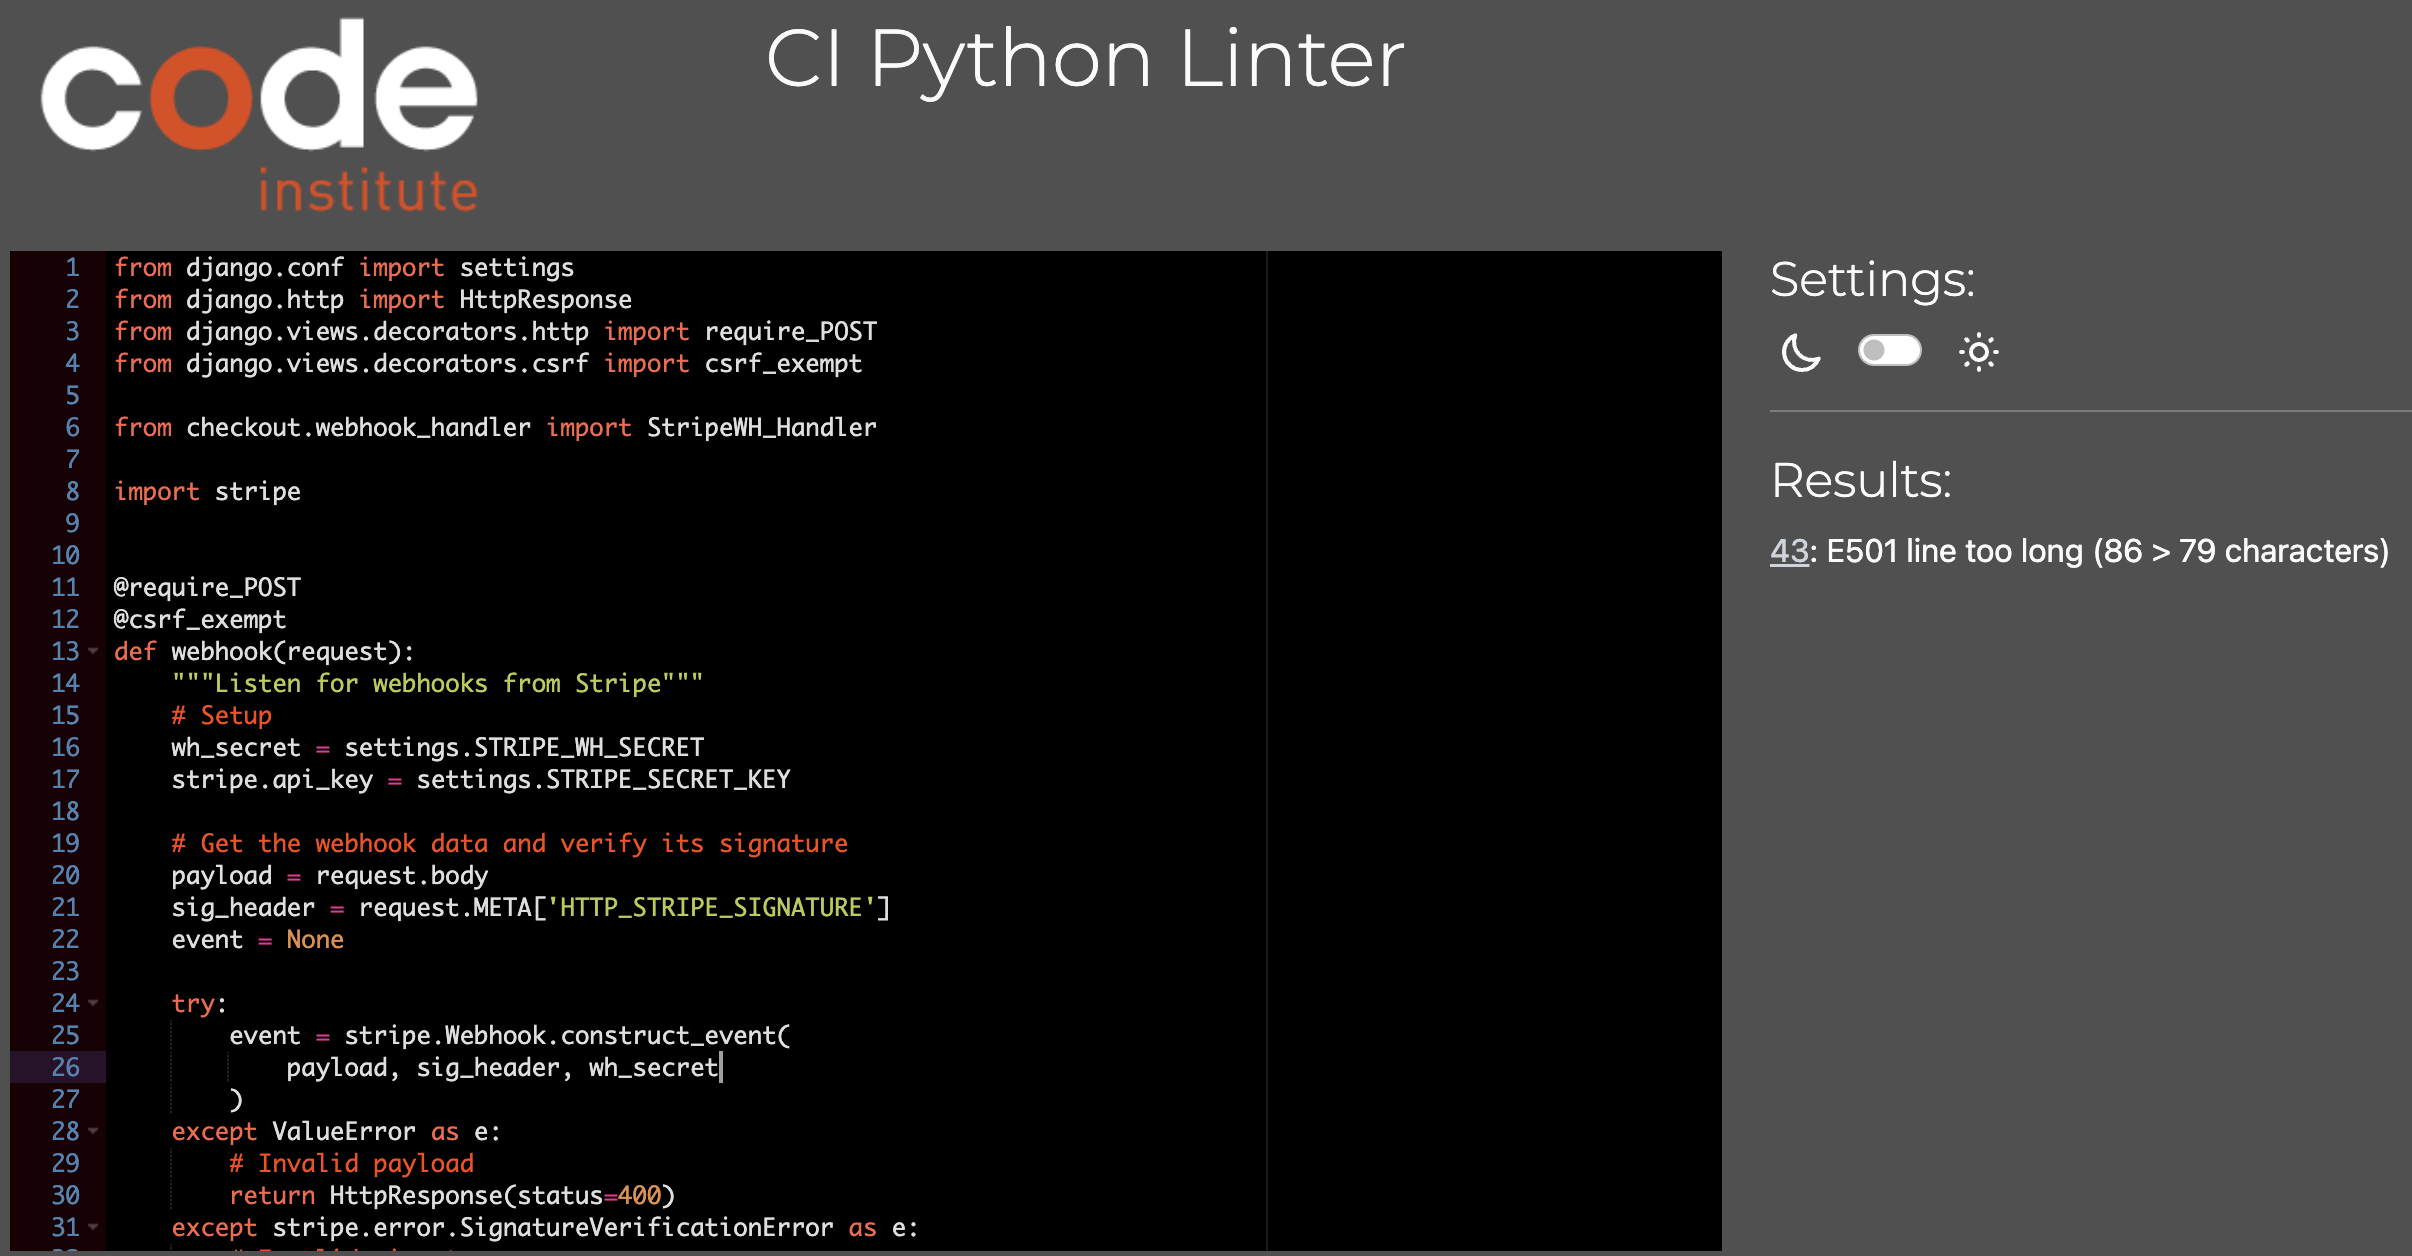 code
institute
CI Python Linter
1 from django.conf import settings
2 from django.http import HttpResponse
3 from django.views.decorators.http import require_POST
4 from django.views.decorators.csrf import csrf_exempt
5
6 from checkout.webhook_handler import StripeWH_Handler
7
8 import stripe
9
10
11 @require_POST
12 @csrf_exempt
13 def webhook(request):
14     """Listen for webhooks from Stripe"""
15     # Setup
16     wh_secret = settings.STRIPE_WH_SECRET
17     stripe.api_key = settings.STRIPE_SECRET_KEY
18
19     # Get the webhook data and verify its signature
20     payload = request.body
21     sig_header = request.META['HTTP_STRIPE_SIGNATURE']
22     event = None
23
24     try:
25         event = stripe.Webhook.construct_event(
26             payload, sig_header, wh_secret
27         )
28     except ValueError as e:
29         # Invalid payload
30         return HttpResponse(status=400)
31     except stripe.error.SignatureVerificationError as e:
Settings:
Results:
43: E501 line too long (86 > 79 characters)